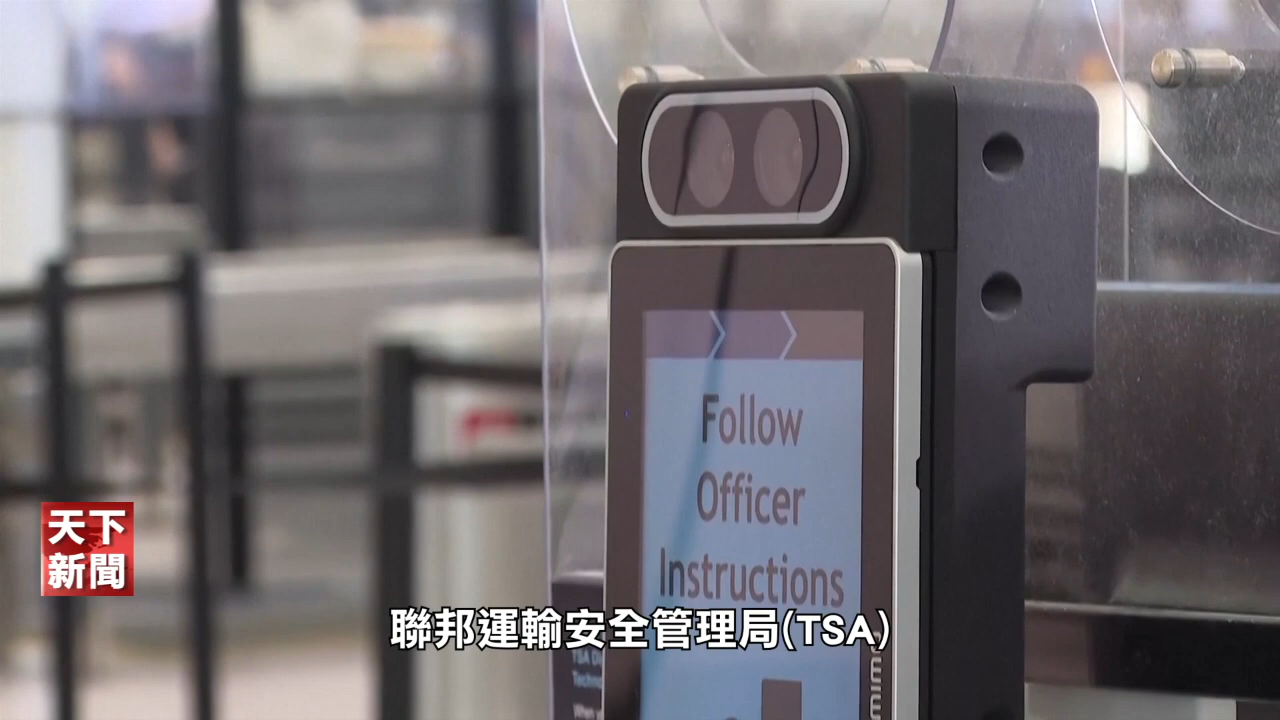 Follow
Officer
Instructions
天下
新聞
聯邦運輸安全管理局(TSA)